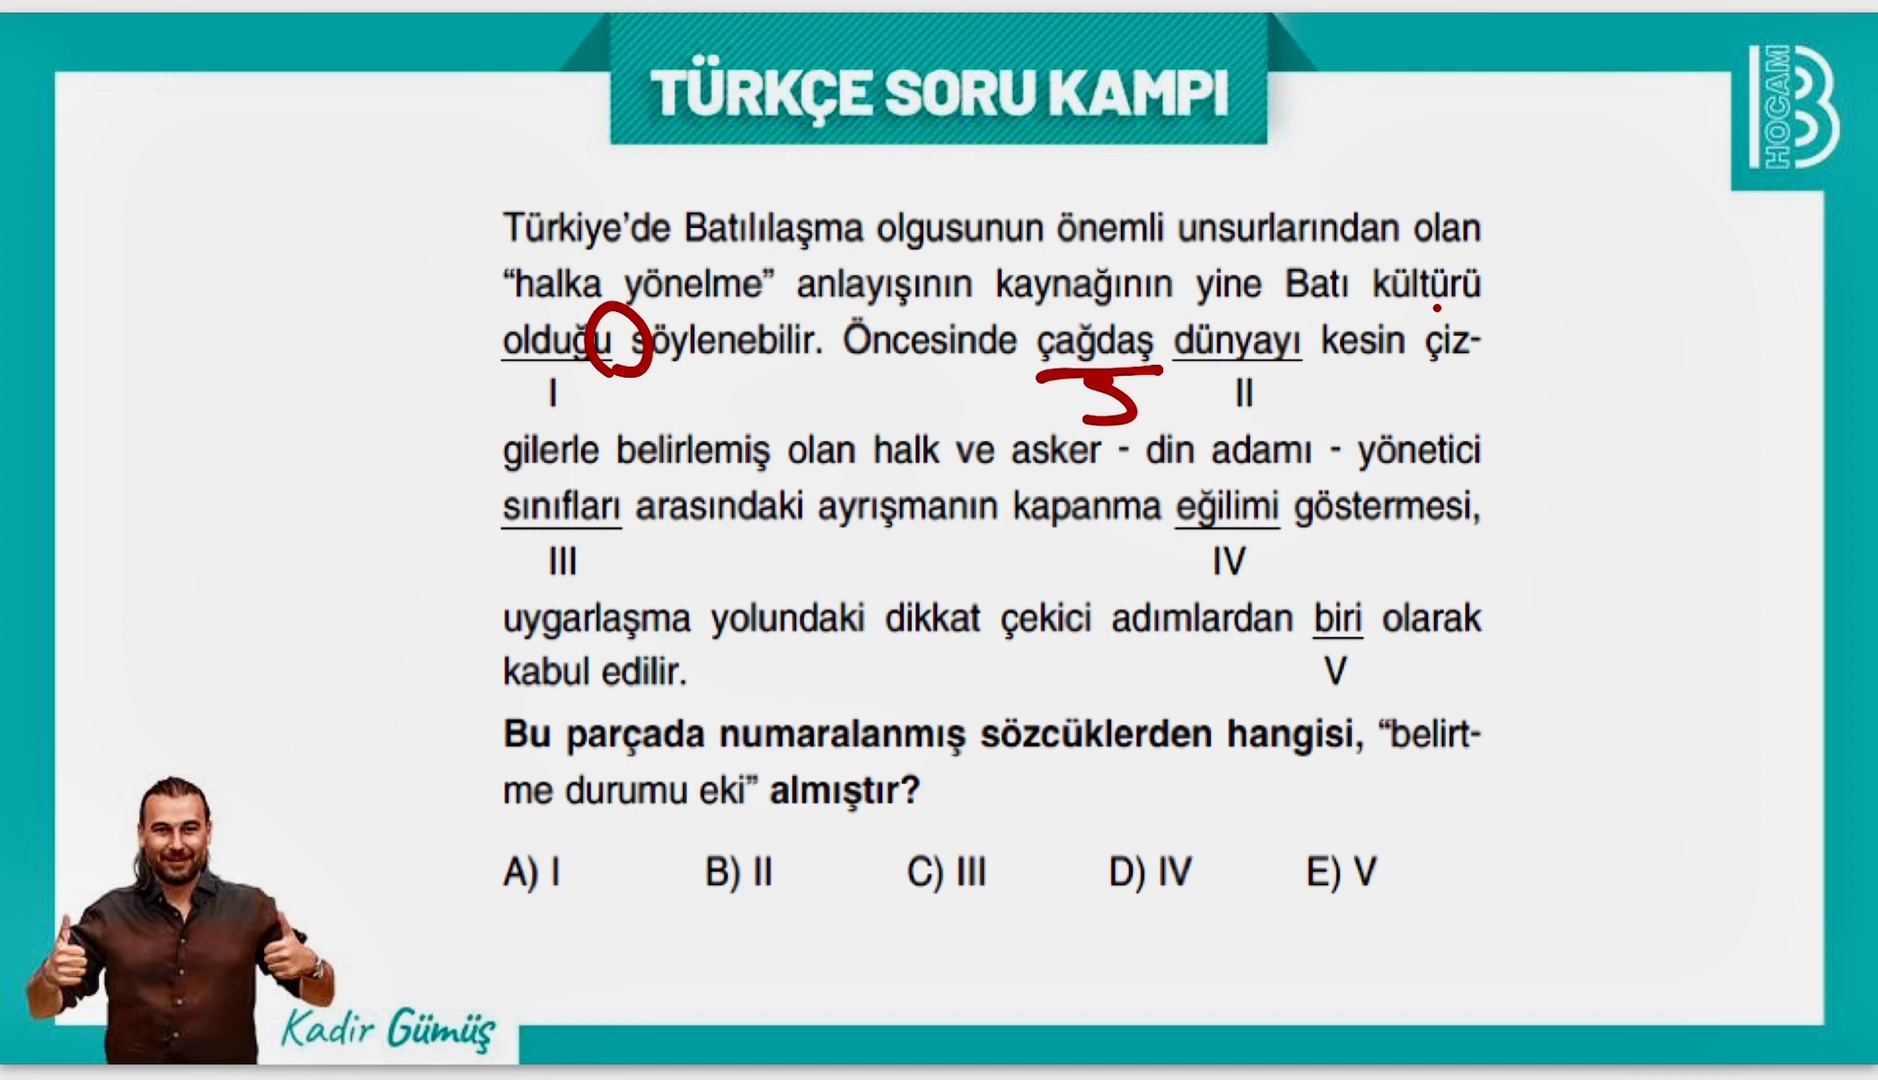 TÜRKÇE SORU KAMPI
HOCAM
B
Türkiye’de Batılılaşma olgusunun önemli unsurlarından olan
“halka yönelme” anlayışının kaynağının yine Batı kültürü
olduğu söylenebilir. Öncesinde çağdaş dünyayı kesin çiz-
I II
gilerle belirlemiş olan halk ve asker - din adamı - yönetici
sınıfları arasındaki ayrışmanın kapanma eğilimi göstermesi,
III IV
uygarlaşma yolundaki dikkat çekici adımlardan biri olarak
kabul edilir. V
Bu parçada numaralanmış sözcüklerden hangisi, “belirt-
me durumu eki” almıştır?
A) I B) II C) III D) IV E) V
Kadir Gümüş